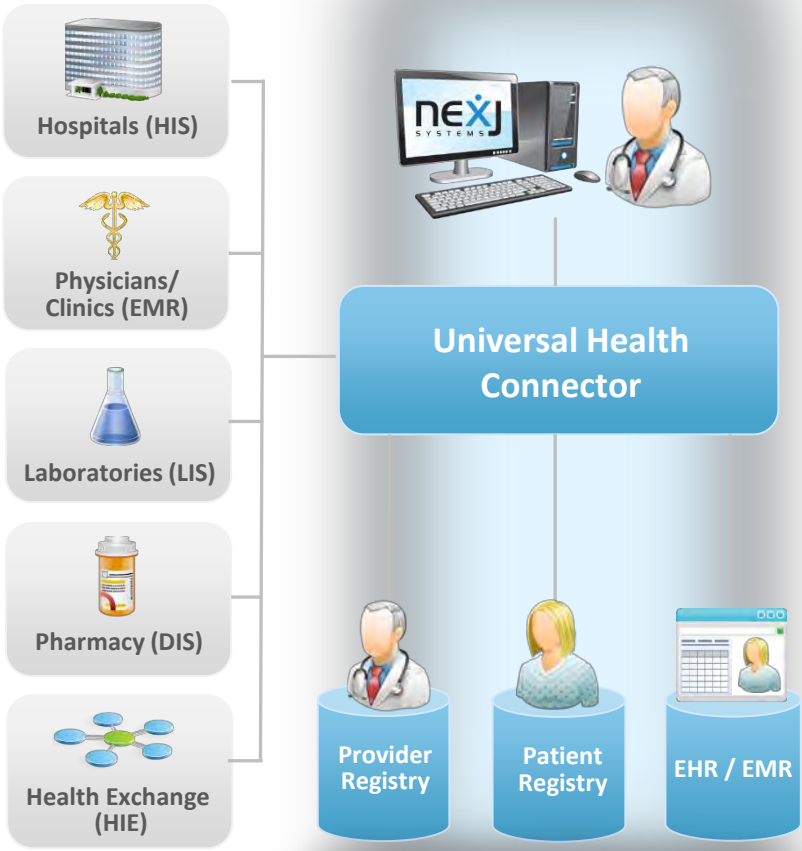 Hospitals (HIS)
Physicians/
Clinics (EMR)
Laboratories (LIS)
Pharmacy (DIS)
Health Exchange
(HIE)
nexj
SYSTEMS
Universal Health
Connector
Provider
Registry
Patient
Registry
EHR / EMR